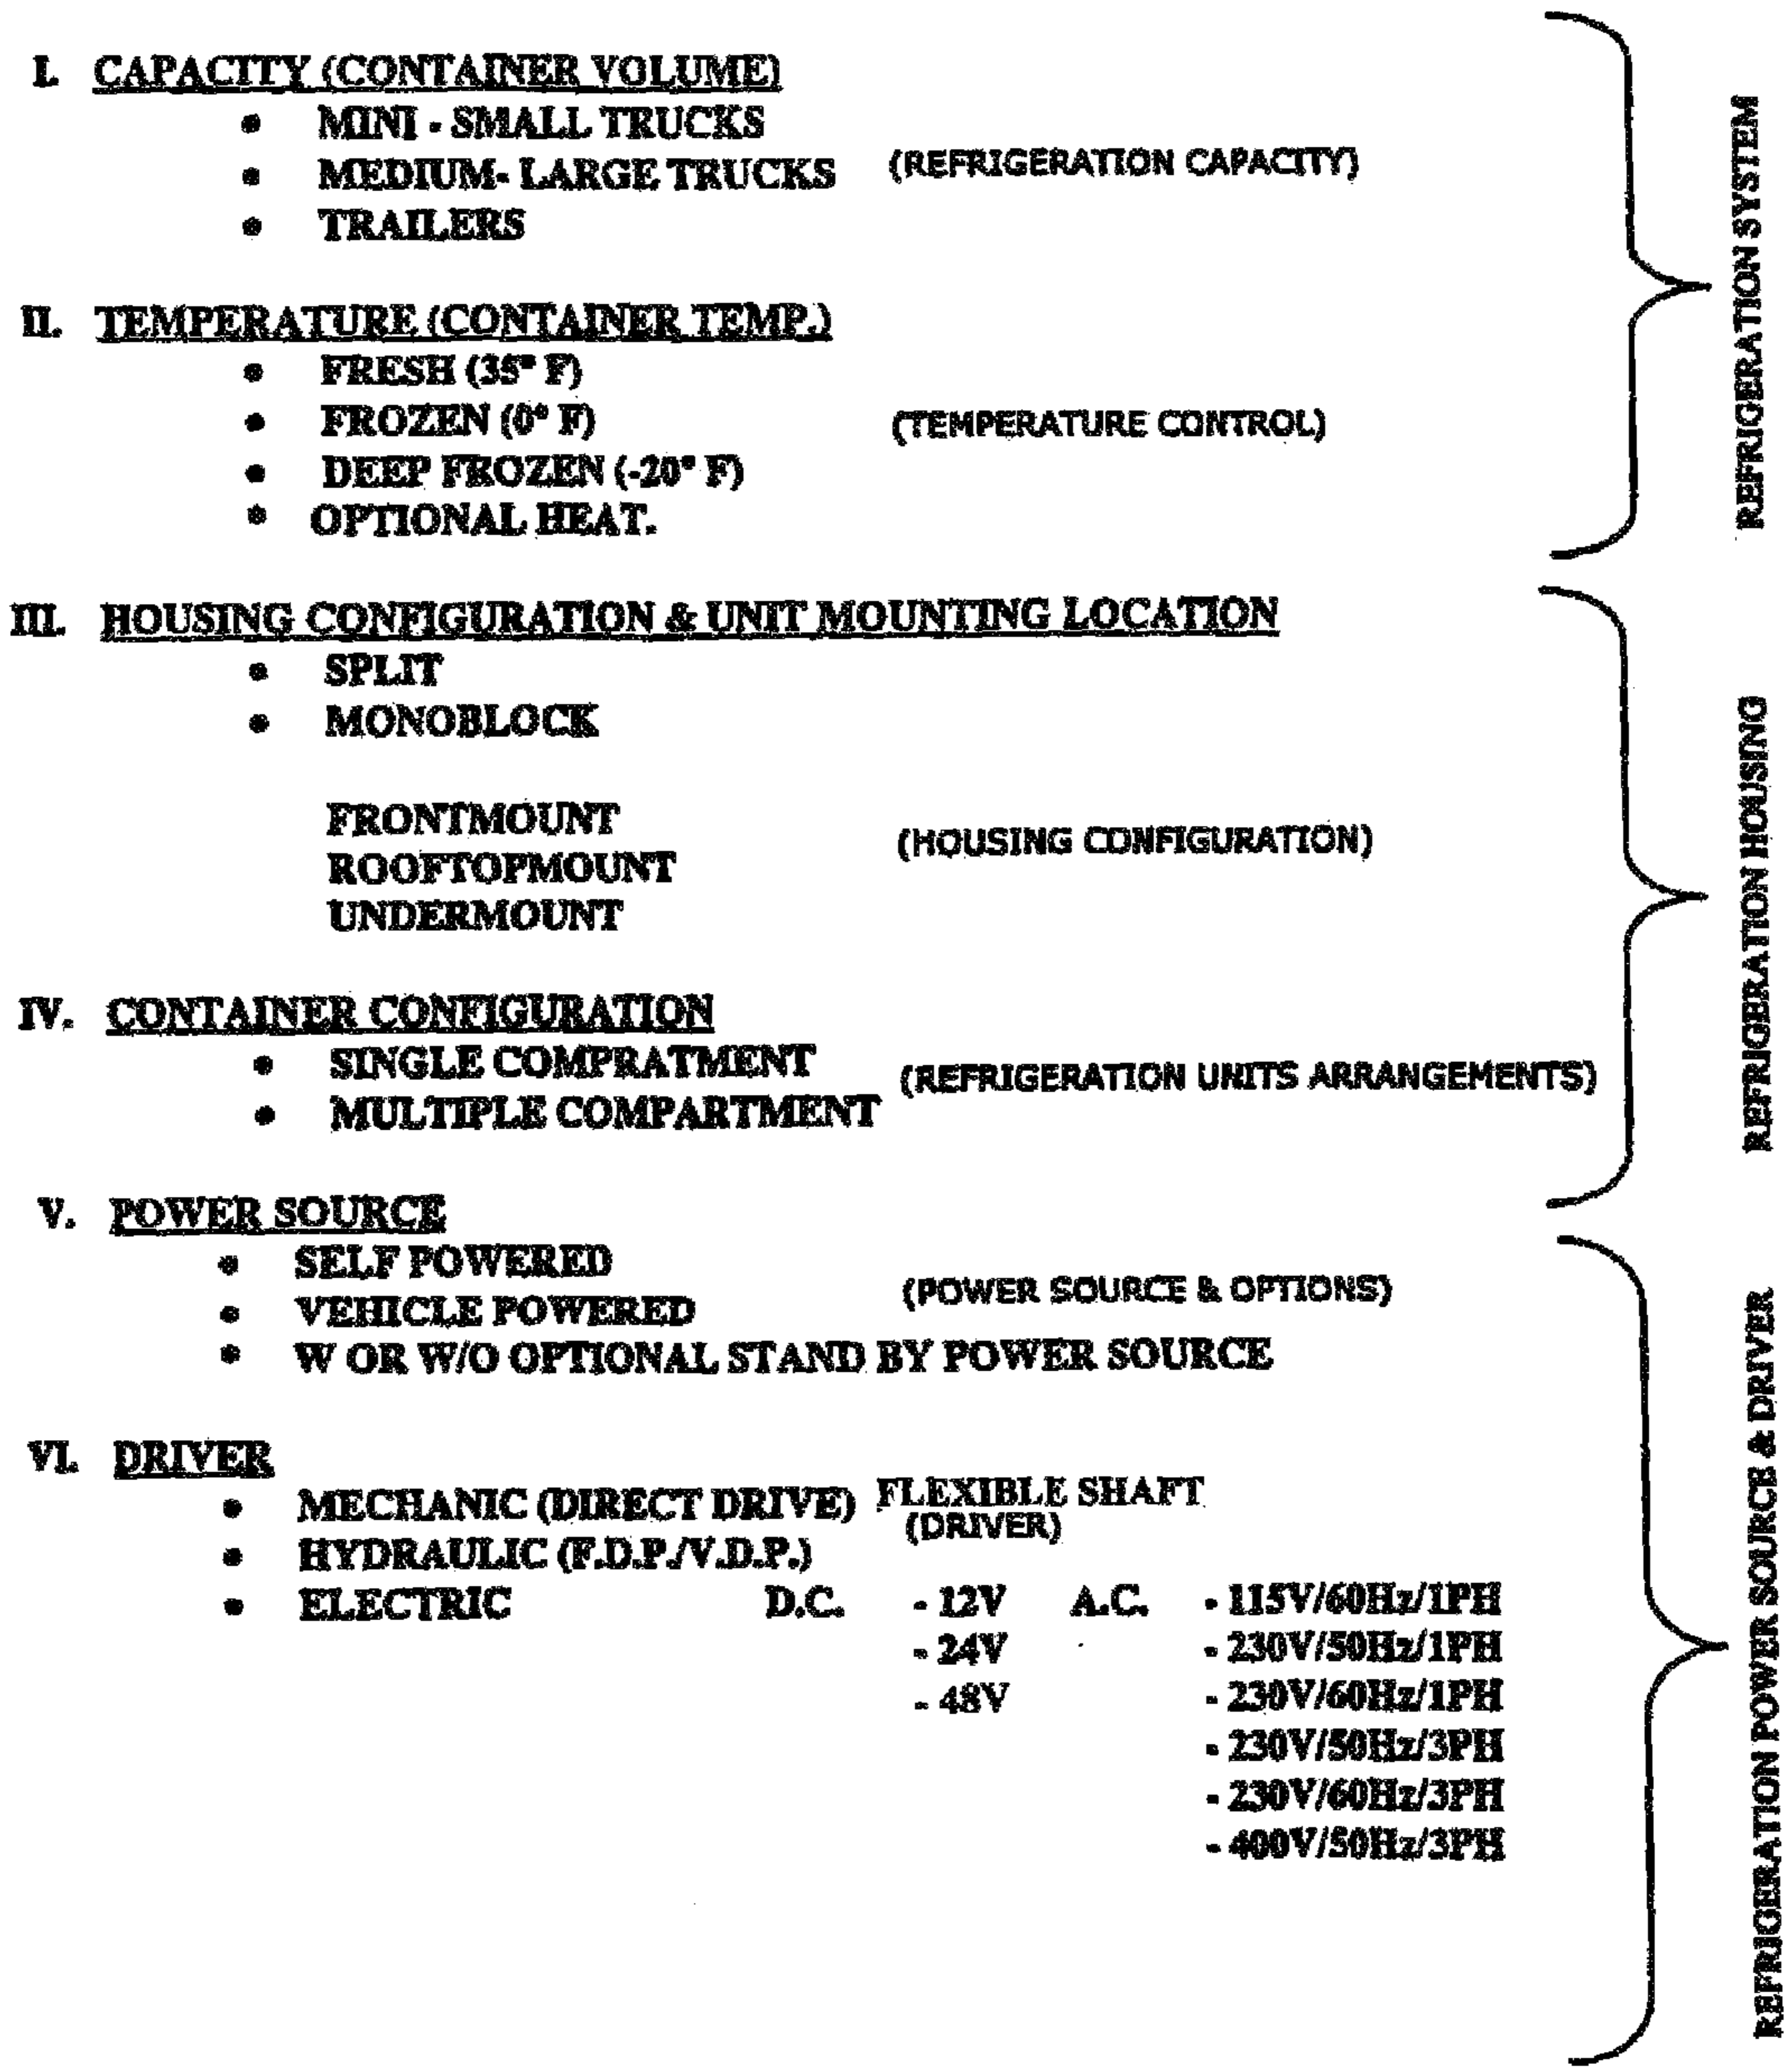 I. CAPACITY (CONTAINER VOLUME)
• MINI - SMALL TRUCKS
• MEDIUM- LARGE TRUCKS (REFRIGERATION CAPACITY)
• TRAILERS
II. TEMPERATURE (CONTAINER TEMP.)
• FRESH (35° F)
• FROZEN (0° F) (TEMPERATURE CONTROL)
• DEEP FROZEN (-20° F)
• OPTIONAL HEAT.
REFRIGERATION SYSTEM
III. HOUSING CONFIGURATION & UNIT MOUNTING LOCATION
• SPLIT
• MONOBLOCK
FRONTMOUNT
ROOFTOPMOUNT (HOUSING CONFIGURATION)
UNDERMOUNT
IV. CONTAINER CONFIGURATION
• SINGLE COMPRATMENT (REFRIGERATION UNITS ARRANGEMENTS)
• MULTIPLE COMPARTMENT
REFRIGERATION HOUSING
V. POWER SOURCE
• SELF POWERED (POWER SOURCE & OPTIONS)
• VEHICLE POWERED
• W OR W/O OPTIONAL STAND BY POWER SOURCE
VI. DRIVER
• MECHANIC (DIRECT DRIVE) FLEXIBLE SHAFT
(DRIVER)
• HYDRAULIC (F.D.P./V.D.P.)
• ELECTRIC D.C. - 12V A.C. - 115V/60Hz/1PH
- 24V - 230V/50Hz/1PH
- 48V - 230V/60Hz/1PH
- 230V/50Hz/3PH
- 230V/60Hz/3PH
- 400V/50Hz/3PH
REFRIGERATION POWER SOURCE & DRIVER